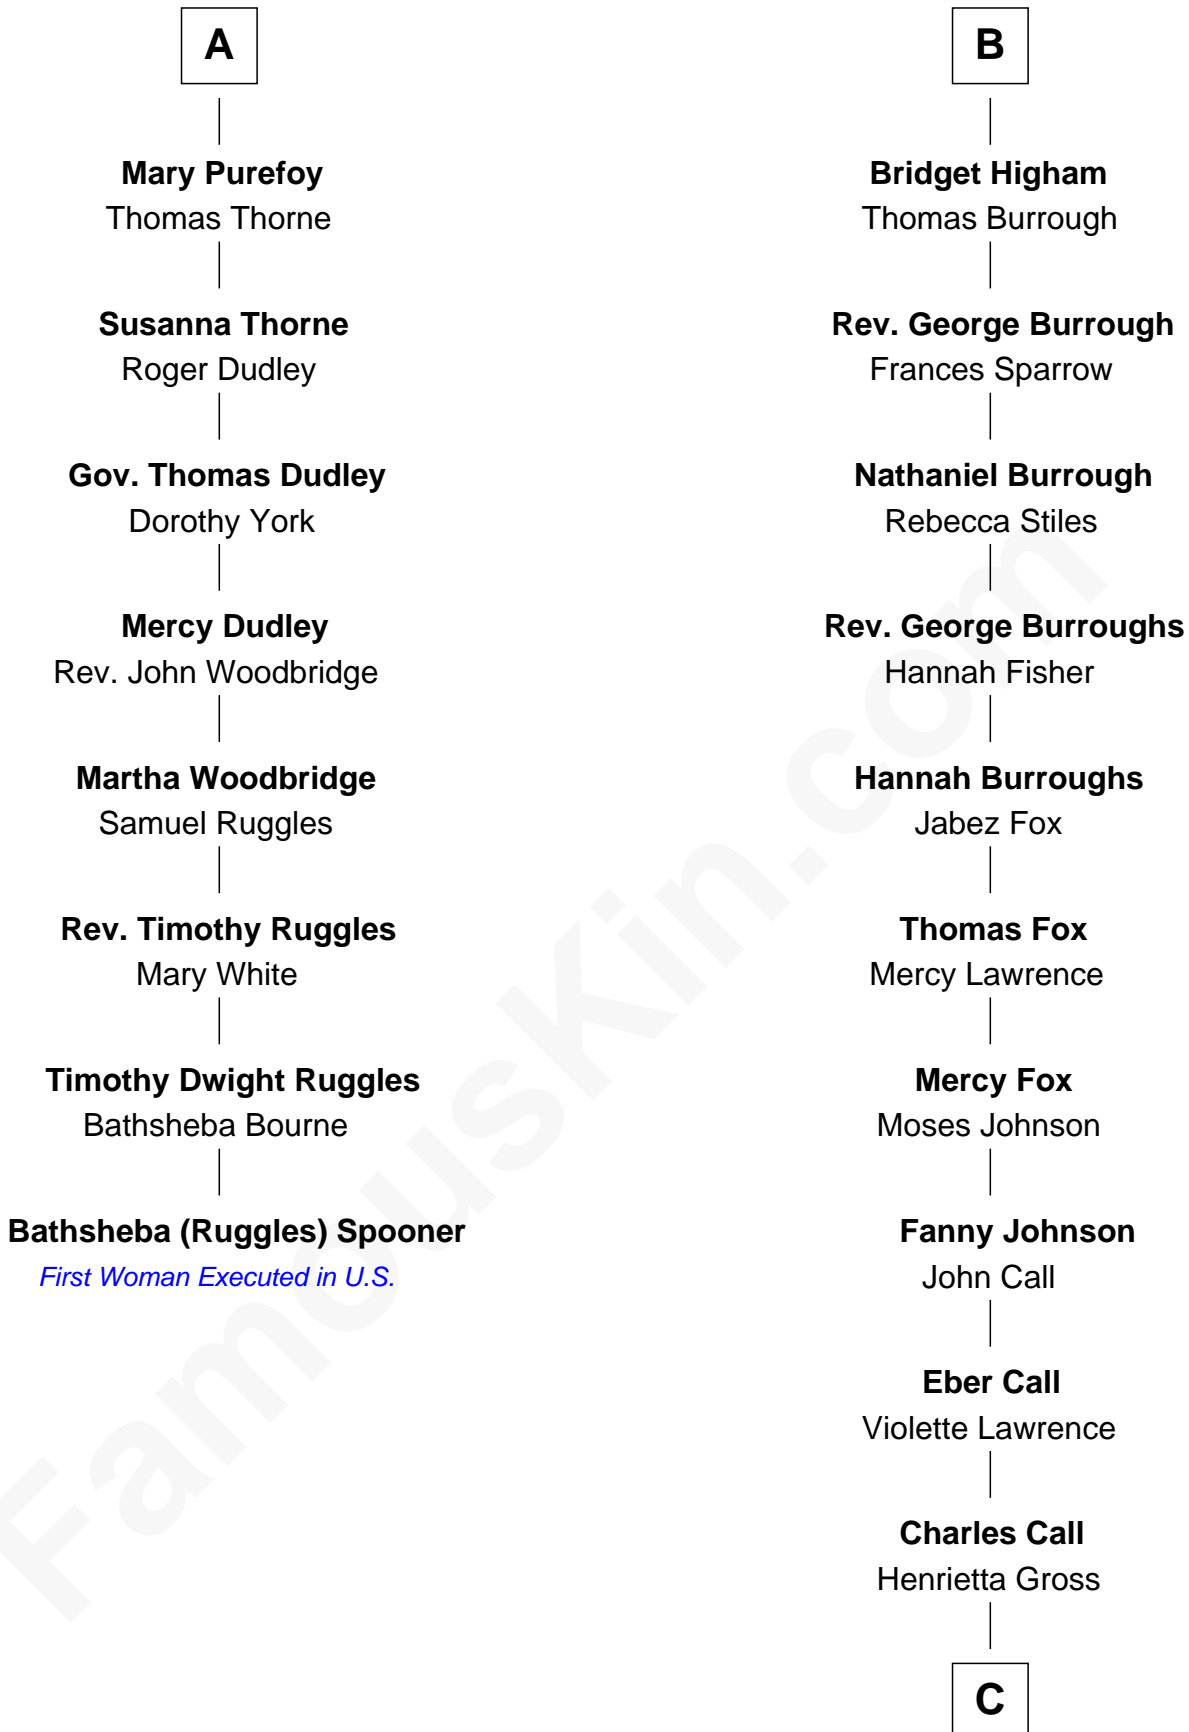 A
Mary Purefoy
Thomas Thorne
Susanna Thorne
Roger Dudley
Gov. Thomas Dudley
Dorothy York
Mercy Dudley
Rev. John Woodbridge
Martha Woodbridge
Samuel Ruggles
Rev. Timothy Ruggles
Mary White
Timothy Dwight Ruggles
Bathsheba Bourne
Bathsheba (Ruggles) Spooner
First Woman Executed in U.S.
B
Bridget Higham
Thomas Burrough
Rev. George Burrough
Frances Sparrow
Nathaniel Burrough
Rebecca Stiles
Rev. George Burroughs
Hannah Fisher
Hannah Burroughs
Jabez Fox
Thomas Fox
Mercy Lawrence
Mercy Fox
Moses Johnson
Fanny Johnson
John Call
Eber Call
Violette Lawrence
Charles Call
Henrietta Gross
C
FamousKin.com